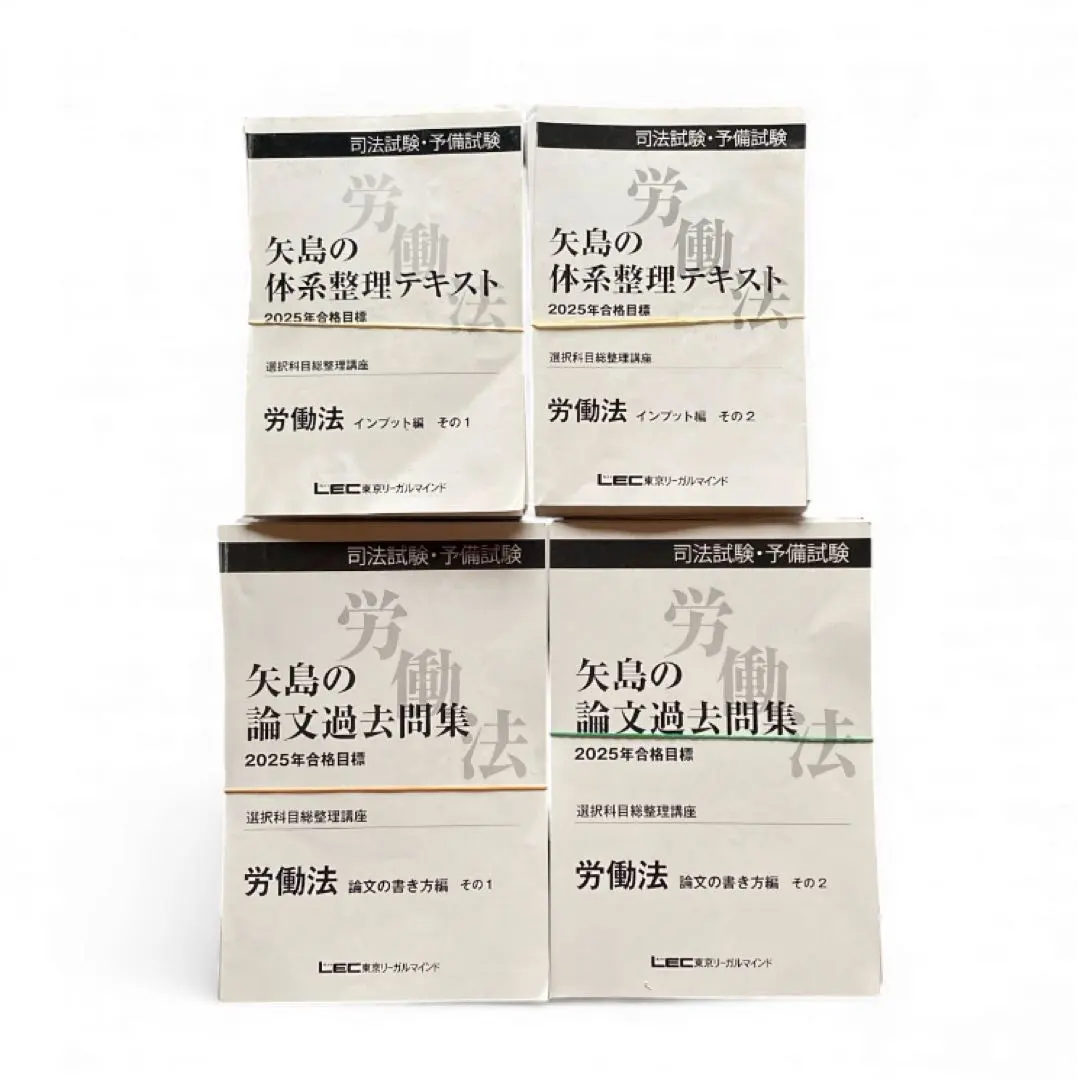 司法試験・予備試験
労働法
矢島の
体系整理テキスト
2025年合格目標
選択科目総整理講座
労働法 インプット編 その1
LEC東京リーガルマインド
司法試験・予備試験
労働法
矢島の
体系整理テキスト
2025年合格目標
選択科目総整理講座
労働法 インプット編 その2
LEC東京リーガルマインド
司法試験・予備試験
労働法
矢島の
論文過去問集
2025年合格目標
選択科目総整理講座
労働法 論文の書き方編 その1
LEC東京リーガルマインド
司法試験・予備試験
労働法
矢島の
論文過去問集
2025年合格目標
選択科目総整理講座
労働法 論文の書き方編 その2
LEC東京リーガルマインド